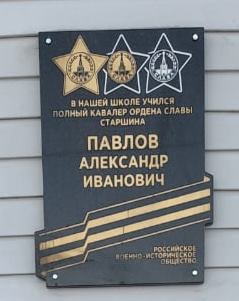 В НАШЕЙ ШКОЛЕ УЧИЛСЯ
ПОЛНЫЙ КАВАЛЕР ОРДЕНА СЛАВЫ
СТАРШИНА
ПАВЛОВ
АЛЕКСАНДР
ИВАНОВИЧ
РОССИЙСКОЕ
ВОЕННО-ИСТОРИЧЕСКОЕ
ОБЩЕСТВО